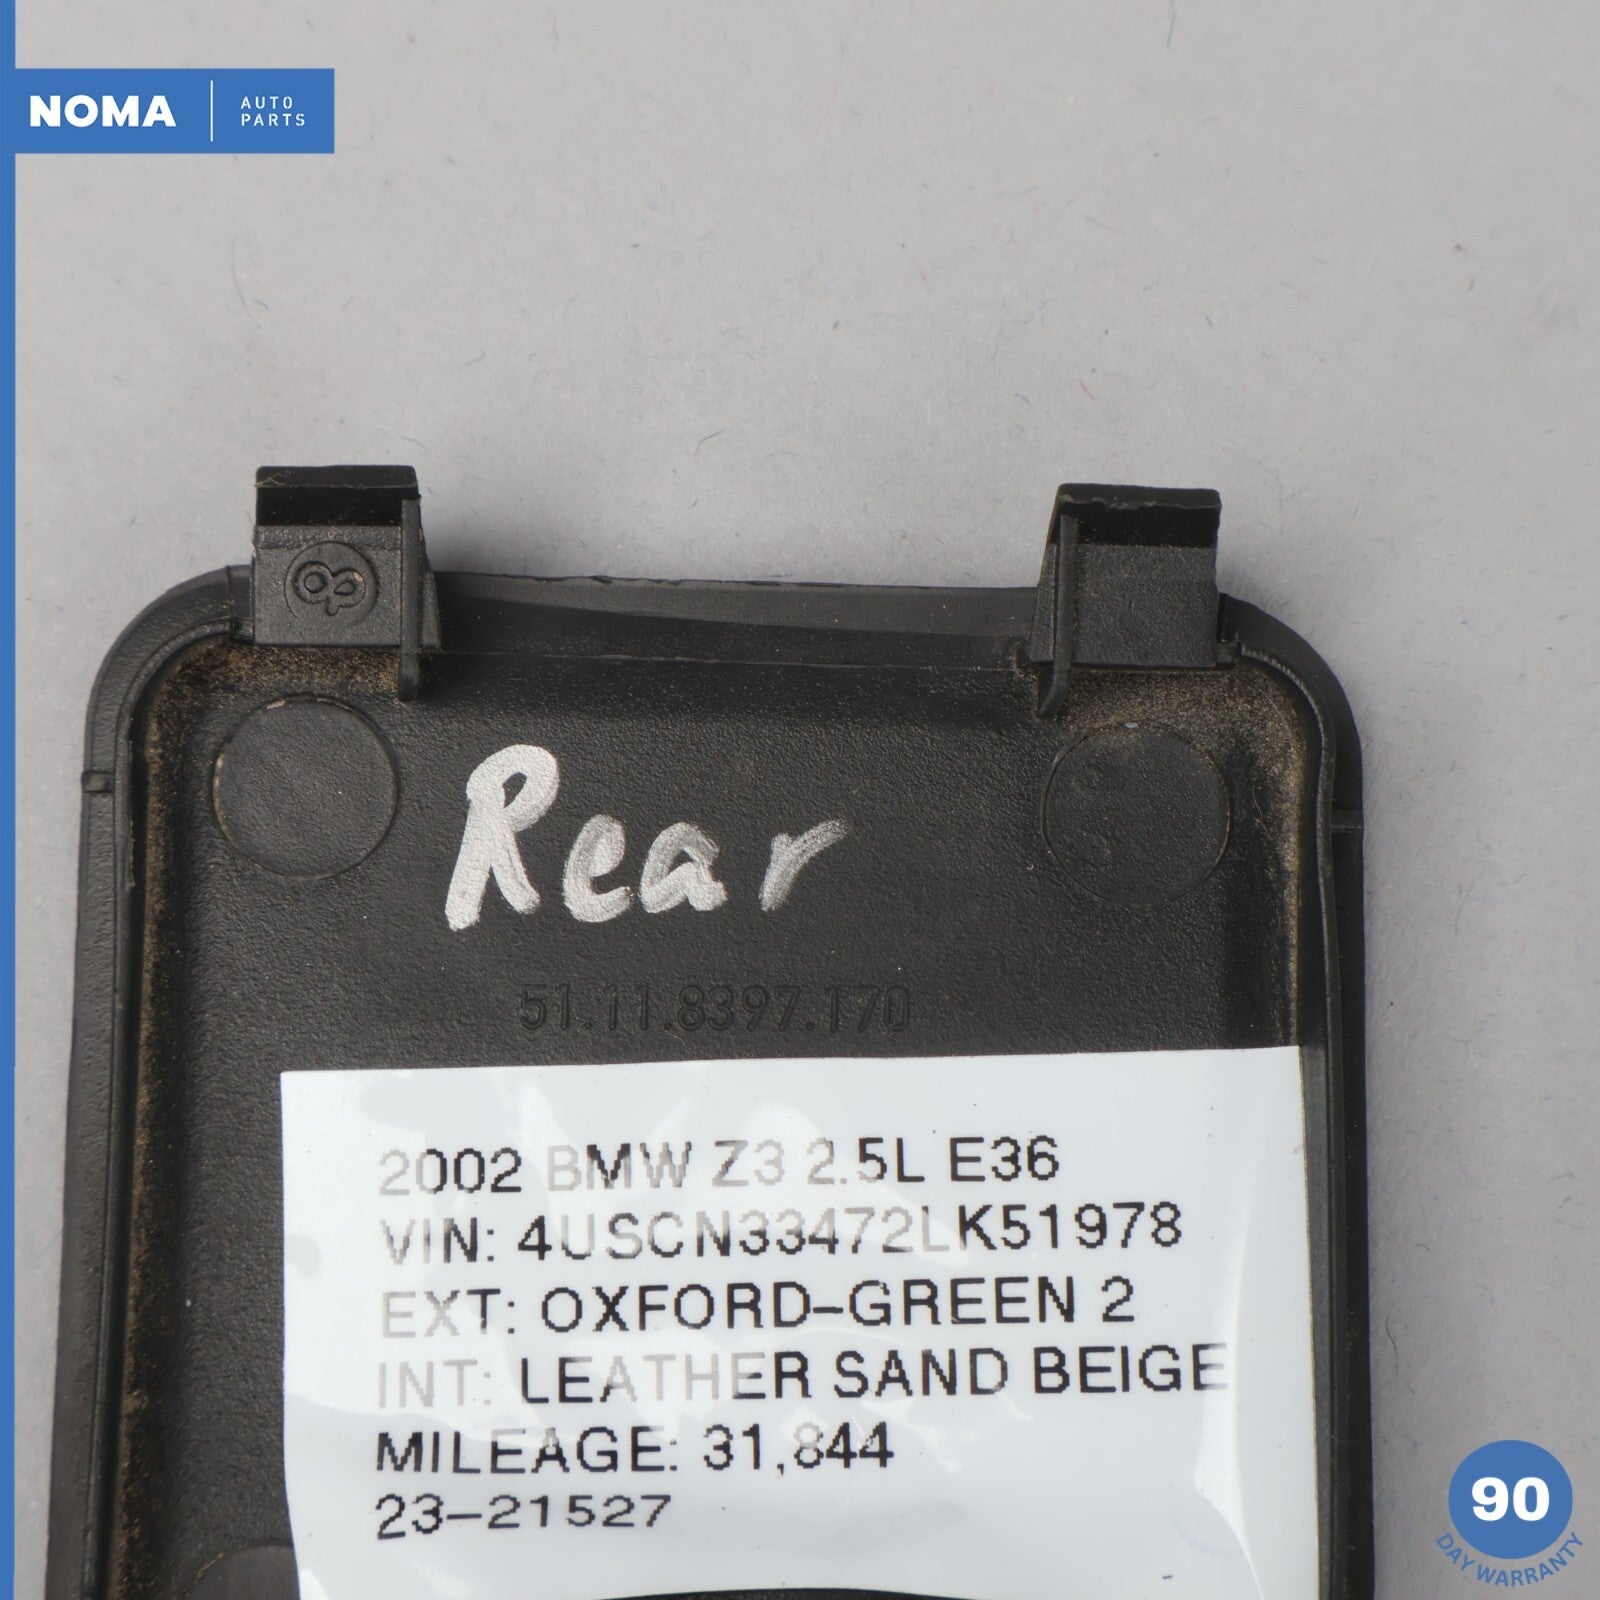 NOMA
AUTO
PARTS
8
Rear
51.11.8397.170
2002 BMW Z3 2.5L E36
VIN: 4USCN33472LK51978
EXT: OXFORD-GREEN 2
INT: LEATHER SAND BEIGE
MILEAGE: 31,844
23-21527
90
DAY WARRANTY